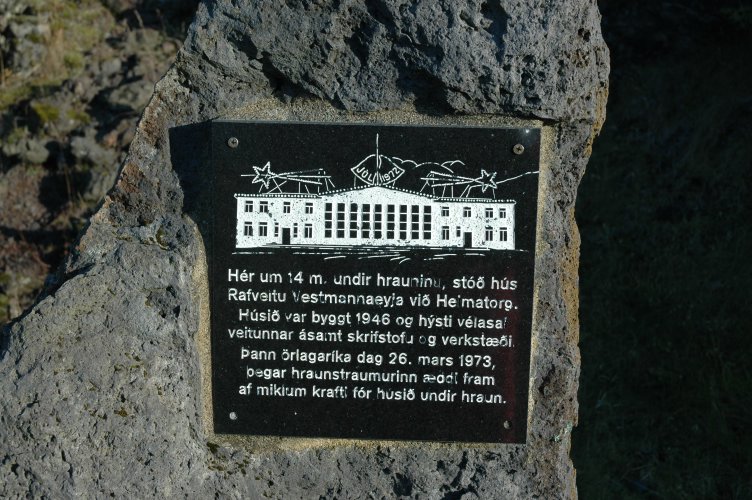 JÓL 1972
Hér um 14 m. undir hrauninu, stóð hús
Rafveitu Vestmannaeyja við Heimatorg.
Húsið var byggt 1946 og hýsti vélasal
veitunnar ásamt skrifstofu og verkstæði.
Þann örlagaríka dag 26. mars 1973,
þegar hraunstraumurinn æddi fram
af miklum krafti fór húsið undir hraun.